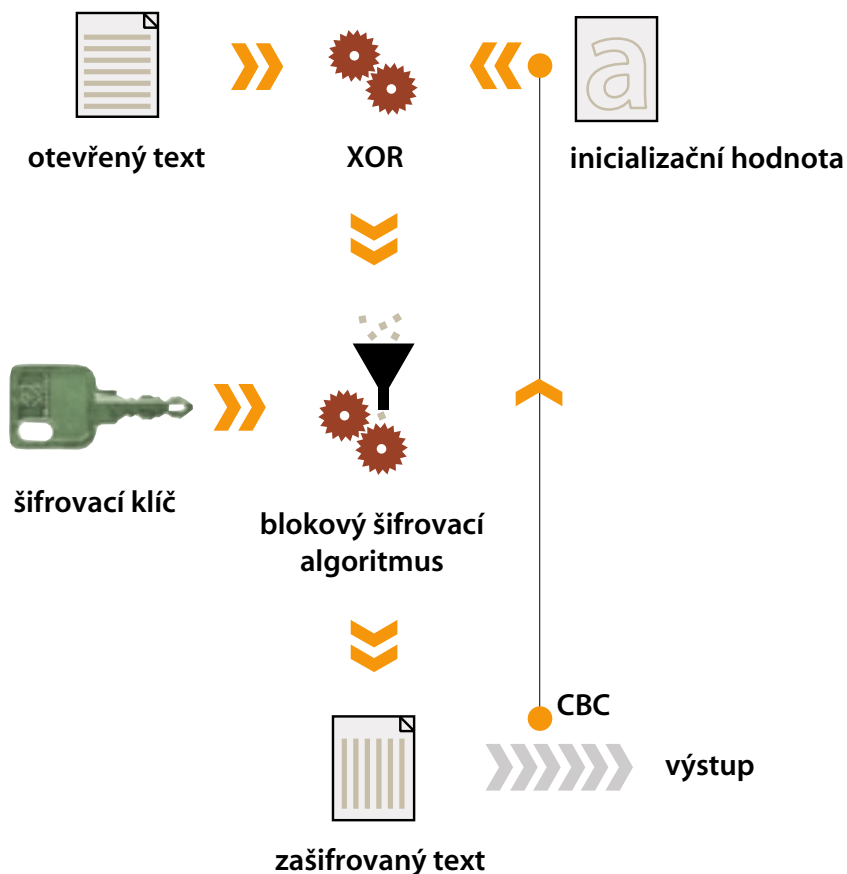 otevřený text
XOR
inicializační hodnota
a
šifrovací klíč
blokový šifrovací
algoritmus
CBC
výstup
zašifrovaný text